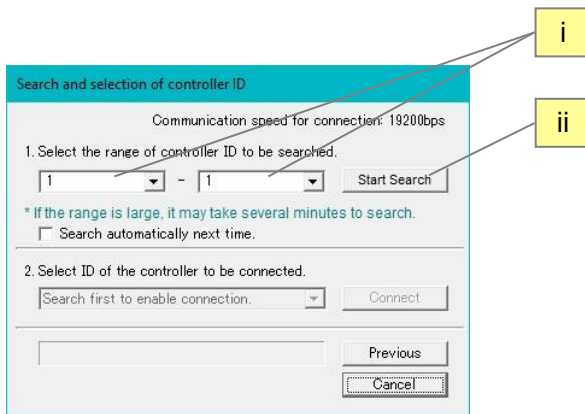 i
Search and selection of controller ID
Communication speed for connection: 19200bps
ii
1. Select the range of controller ID to be searched.
1 - 1 Start Search
* If the range is large, it may take several minutes to search.
Search automatically next time.
2. Select ID of the controller to be connected.
Search first to enable connection. Connect
Previous
Cancel